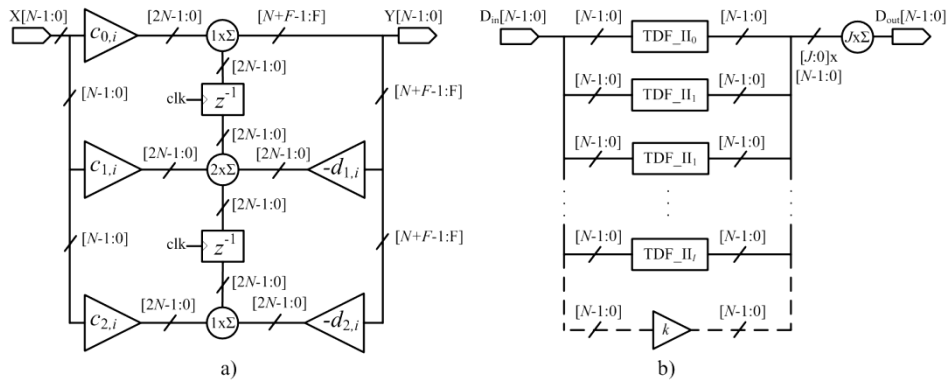 X[N-1:0]
c0,i
[2N-1:0]
1xΣ
[N+F-1:F]
Y[N-1:0]
[2N-1:0]
[N-1:0]
clk
z-1
[N+F-1:F]
[2N-1:0]
c1,i
[2N-1:0]
2xΣ
[2N-1:0]
-d1,i
[2N-1:0]
[N-1:0]
clk
z-1
[N+F-1:F]
[2N-1:0]
c2,i
[2N-1:0]
1xΣ
[2N-1:0]
-d2,i
a)
Din[N-1:0]
[N-1:0]
TDF_II0
[N-1:0]
JxΣ
Dout[N-1:0]
[J:0]x
[N-1:0]
[N-1:0]
TDF_II1
[N-1:0]
[N-1:0]
TDF_II1
[N-1:0]
[N-1:0]
TDF_III
[N-1:0]
[N-1:0]
k
[N-1:0]
b)